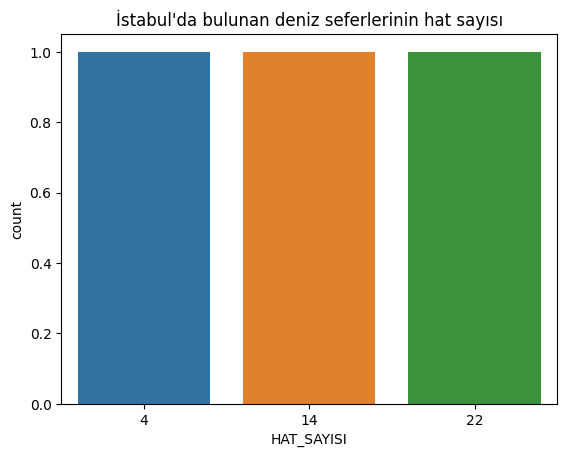 İstabul'da bulunan deniz seferlerinin hat sayısı
1.0
0.8
0.6
0.4
0.2
0.0
count
4 14 22
HAT_SAYISI